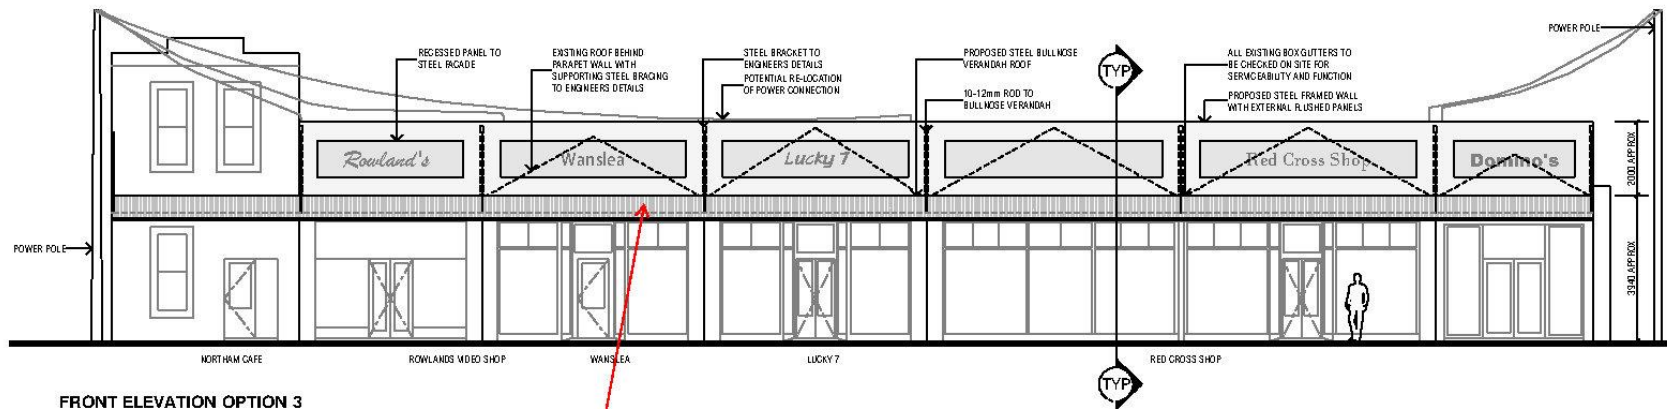 POWER POLE
RECESSED PANEL TO
STEEL FACADE
EXISTING ROOF BEHIND
PARAPET WALL WITH
SUPPORTING STEEL BRACING
TO ENGINEERS DETAILS
STEEL BRACKET TO
ENGINEERS DETAILS
POTENTIAL RE-LOCATION
OF POWER CONNECTION
PROPOSED STEEL BULLNOSE
VERANDAH ROOF
10-12mm ROD TO
BULLNOSE VERANDAH
TYP
ALL EXISTING BOX GUTTERS TO
BE CHECKED ON SITE FOR
SERVICEABILITY AND FUNCTION
PROPOSED STEEL FRAMED WALL
WITH EXTERNAL FLUSHED PANELS
Rowland's
Wanslea
Lucky 7
Red Cross Shop
Domino's
2000 APPROX
3940 APPROX
POWER POLE
NORTHAM CAFE
ROWLANDS VIDEO SHOP
WANSLEA
LUCKY 7
RED CROSS SHOP
TYP
FRONT ELEVATION OPTION 3